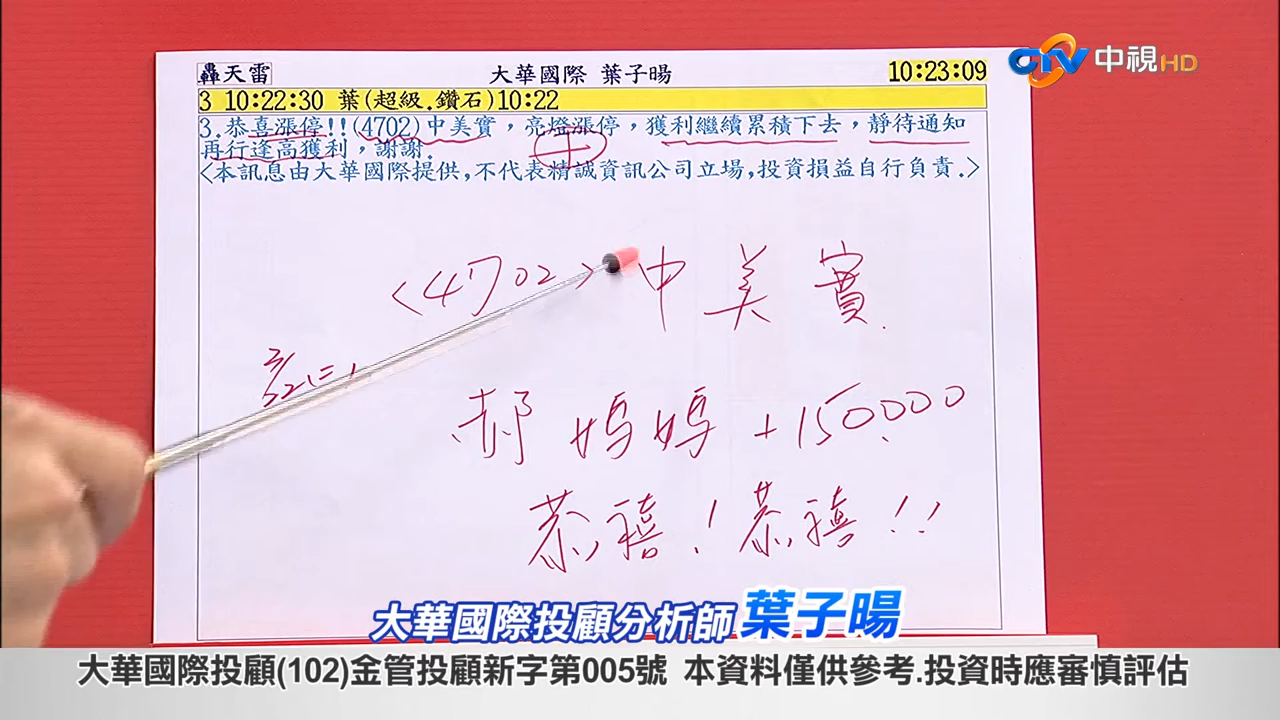 CTV 中視HD
轟天雷 大華國際 葉子暘 10:23:09
3 10:22:30 葉(超級.鑽石)10:22
3.恭喜漲停!!(4702)中美實，亮燈漲停，獲利繼續累積下去，靜待通知
再行逢高獲利，謝謝.
<本訊息由大華國際提供,不代表精誠資訊公司立場,投資損益自行負責.>
<4702> 中美實.
郝媽媽 +150000
恭禧！恭禧！！
大華國際投顧分析師 葉子暘
大華國際投顧(102)金管投顧新字第005號 本資料僅供參考.投資時應審慎評估